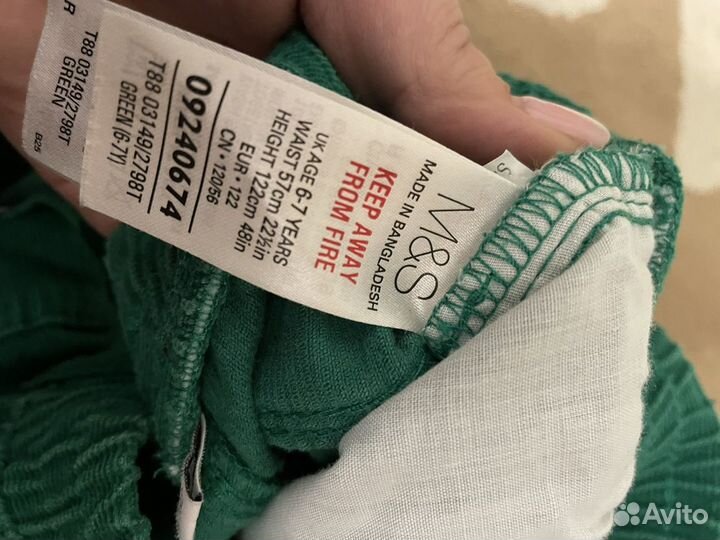 M&S
MADE IN BANGLADESH
KEEP AWAY
FROM FIRE
UK AGE 6-7 YEARS
WAIST 57cm 22½in
HEIGHT 122cm 48in
EUR • 122
CN • 120/56
09240674
T88 03149/2798T
GREEN (6-7Y)
R
T88 03149/2798T
GREEN
B25
S
Avito